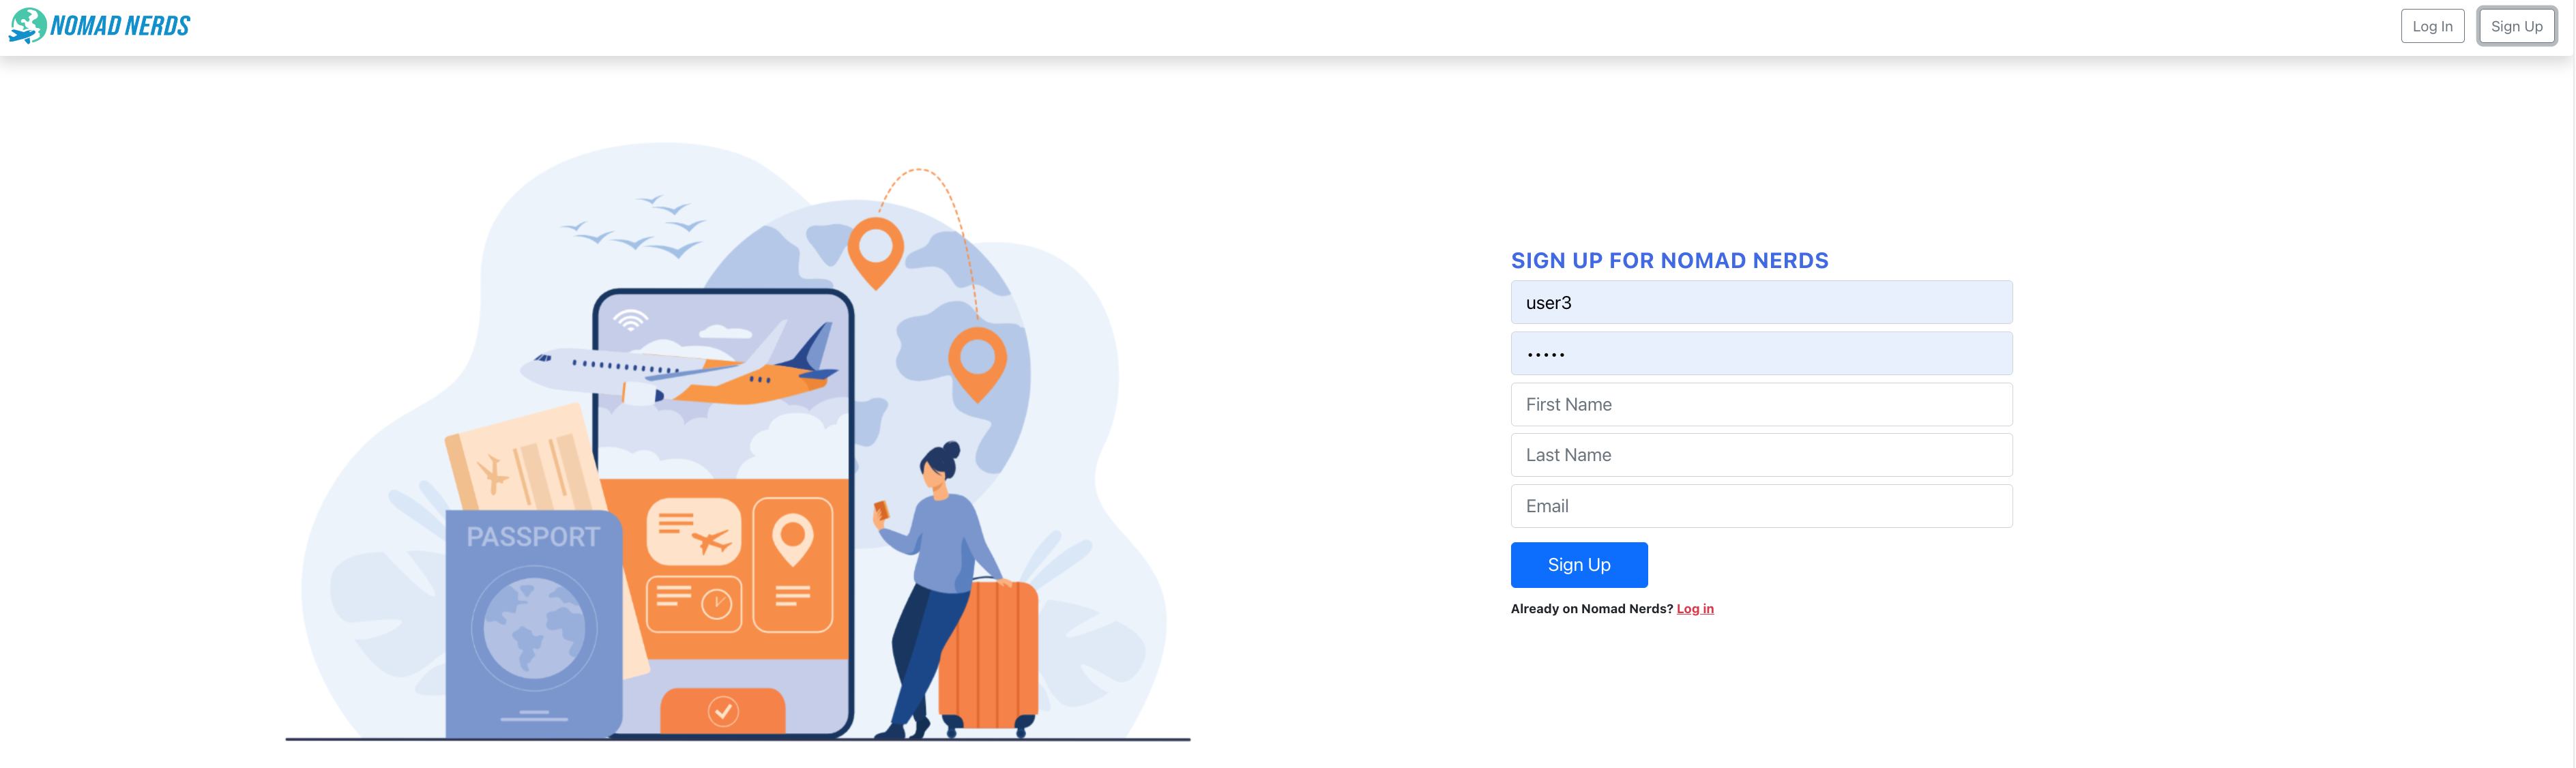 NOMAD NERDS
Log In
Sign Up
SIGN UP FOR NOMAD NERDS
user3
•••••
First Name
Last Name
Email
Sign Up
Already on Nomad Nerds? Log in
PASSPORT